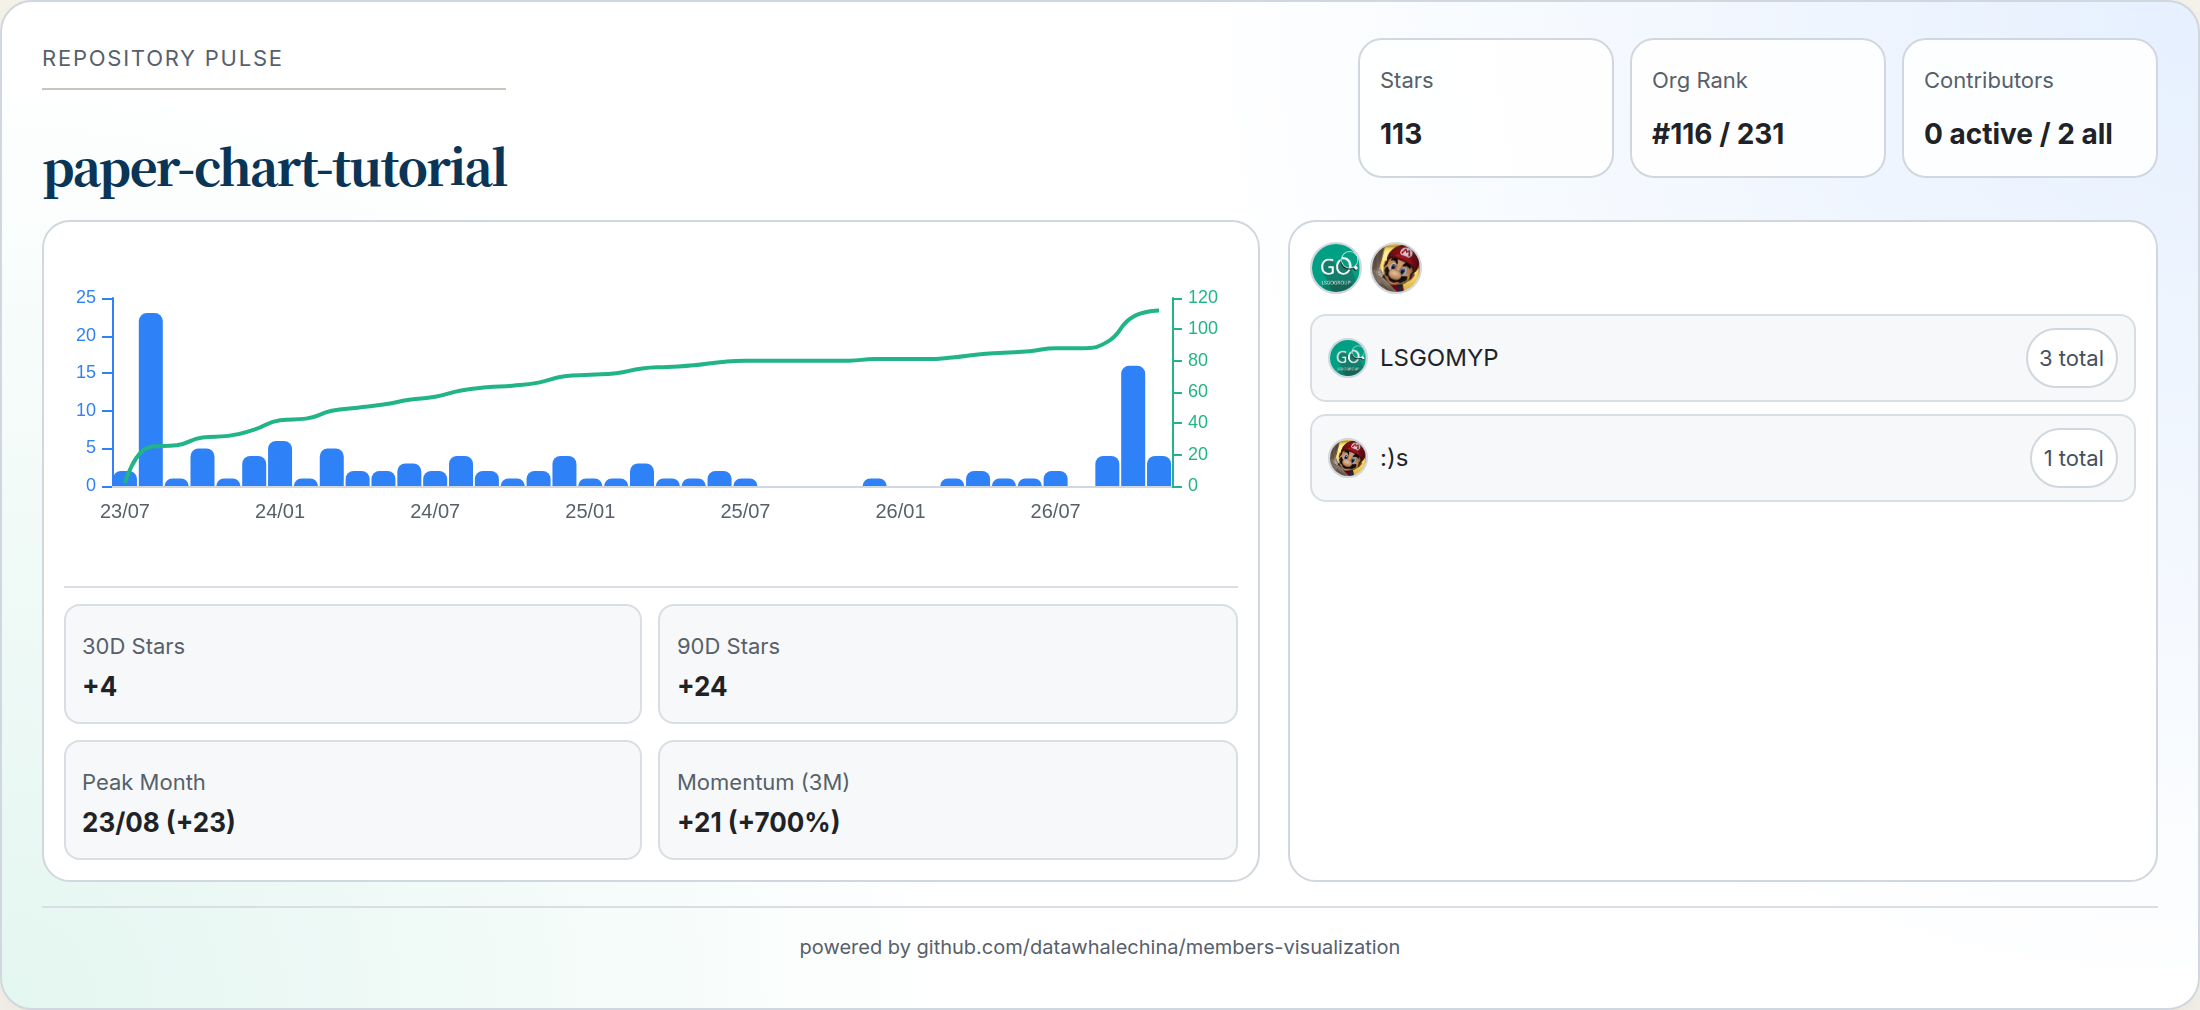 REPOSITORY PULSE
paper-chart-tutorial
Stars
113
Org Rank
#116 / 231
Contributors
0 active / 2 all
25
20
15
10
5
0
120
100
80
60
40
20
0
23/07
24/01
24/07
25/01
25/07
26/01
26/07
30D Stars
+4
90D Stars
+24
Peak Month
23/08 (+23)
Momentum (3M)
+21 (+700%)
GO
LSGOMYP
3 total
:)s
1 total
powered by github.com/datawhalechina/members-visualization